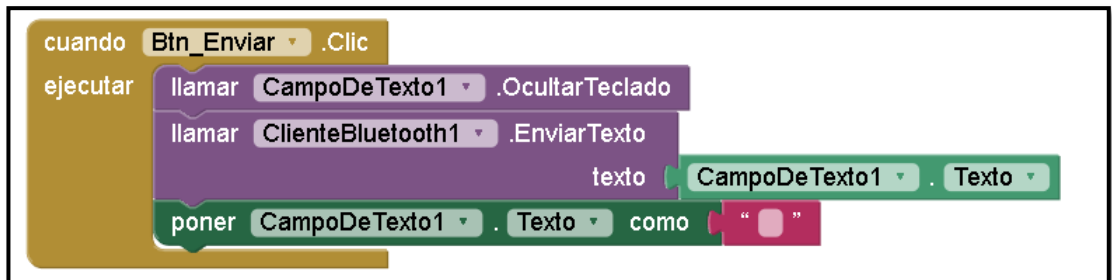 cuando Btn_Enviar .Clic
ejecutar llamar CampoDeTexto1 .OcultarTeclado
llamar ClienteBluetooth1 .EnviarTexto
texto CampoDeTexto1 . Texto
poner CampoDeTexto1 . Texto como “ ”